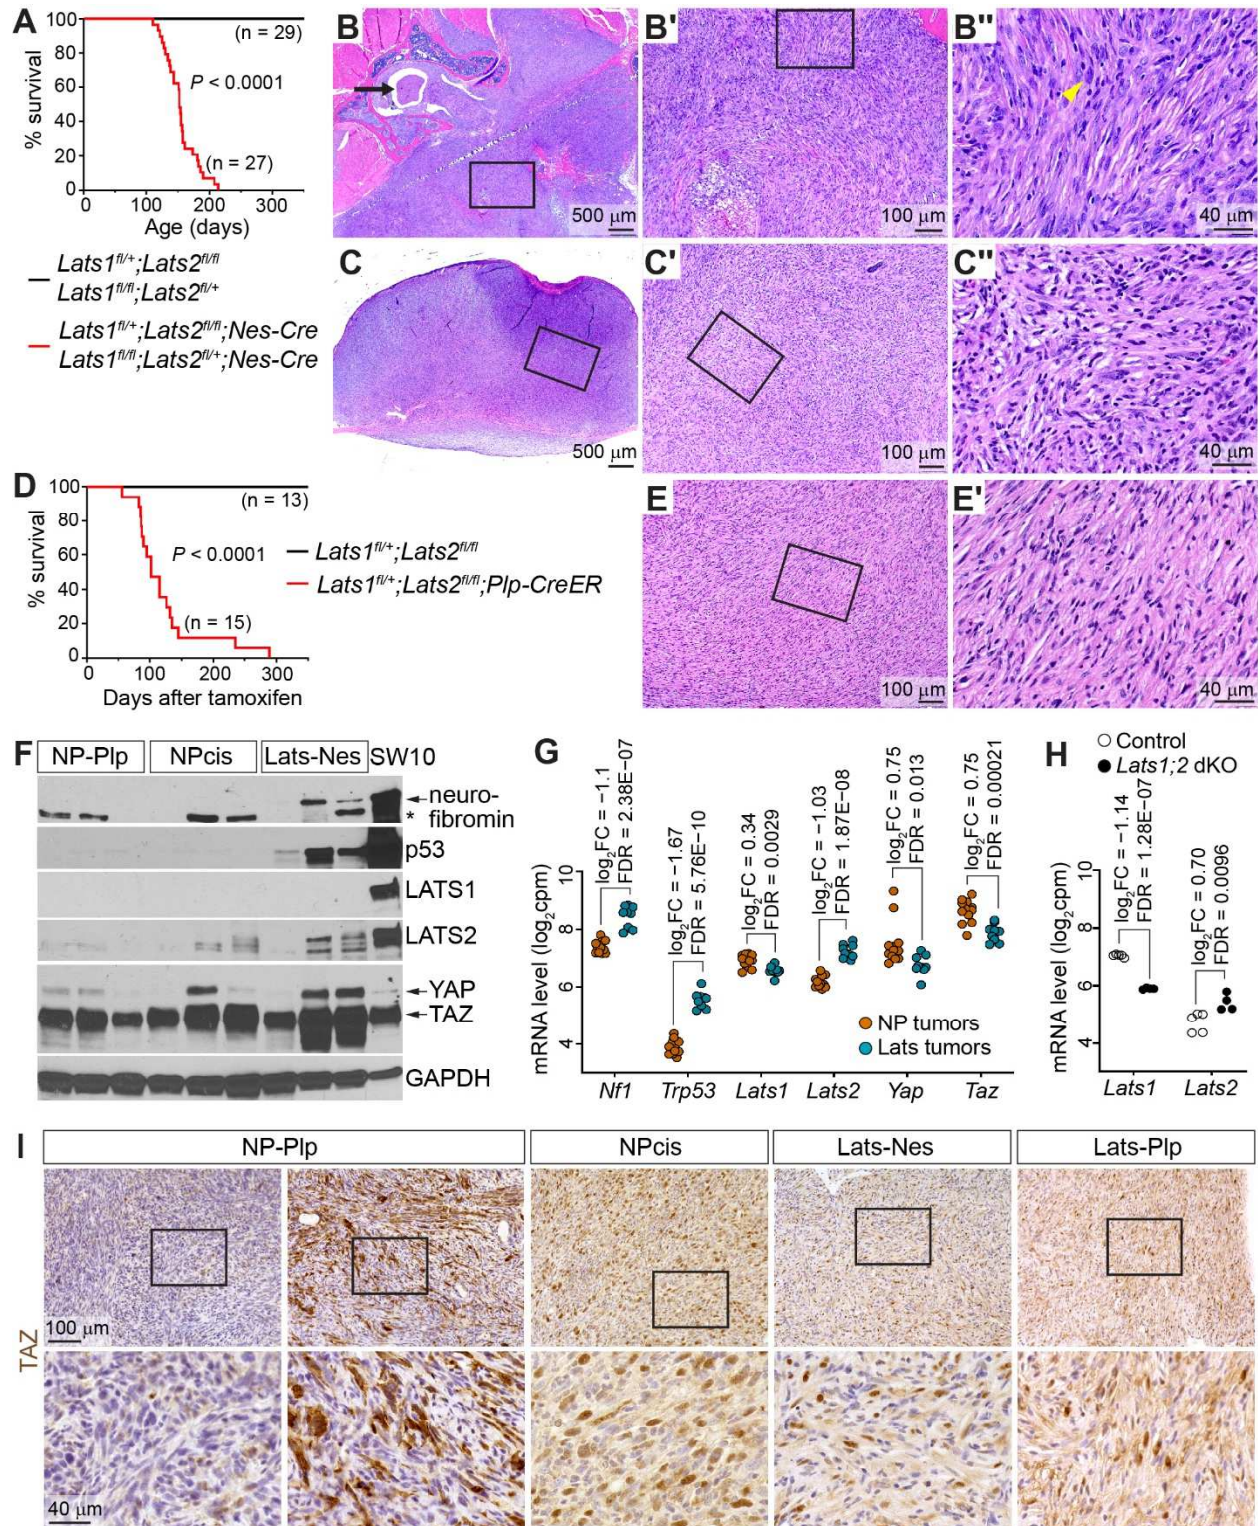 A
% survival
100
80
60
40
20
0
(n = 29)
P < 0.0001
(n = 27)
0 100 200 300
Age (days)
Lats1fl/+;Lats2fl/fl
Lats1fl/fl;Lats2fl/+
Lats1fl/+;Lats2fl/fl;Nes-Cre
Lats1fl/fl;Lats2fl/+;Nes-Cre
B
500 µm
B'
100 µm
B"
40 µm
C
500 µm
C'
100 µm
C"
40 µm
D
% survival
100
80
60
40
20
0
(n = 13)
P < 0.0001
(n = 15)
0 100 200 300
Days after tamoxifen
Lats1fl/+;Lats2fl/fl
Lats1fl/+;Lats2fl/fl;Plp-CreER
E
100 µm
E'
40 µm
F
NP-Plp NPcis Lats-Nes SW10
neuro-
* fibromin
p53
LATS1
LATS2
YAP
TAZ
GAPDH
G
mRNA level (log2cpm)
10
8
6
4
log2FC = −1.1
FDR = 2.38E−07
log2FC = −1.67
FDR = 5.76E−10
log2FC = 0.34
FDR = 0.0029
log2FC = −1.03
FDR = 1.87E−08
log2FC = 0.75
FDR = 0.013
log2FC = 0.75
FDR = 0.00021
NP tumors
Lats tumors
Nf1 Trp53 Lats1 Lats2 Yap Taz
H
Control
Lats1;2 dKO
mRNA level (log2cpm)
10
8
6
4
log2FC = −1.14
FDR = 1.28E−07
log2FC = 0.70
FDR = 0.0096
Lats1 Lats2
I
NP-Plp NPcis Lats-Nes Lats-Plp
TAZ
100 µm
40 µm